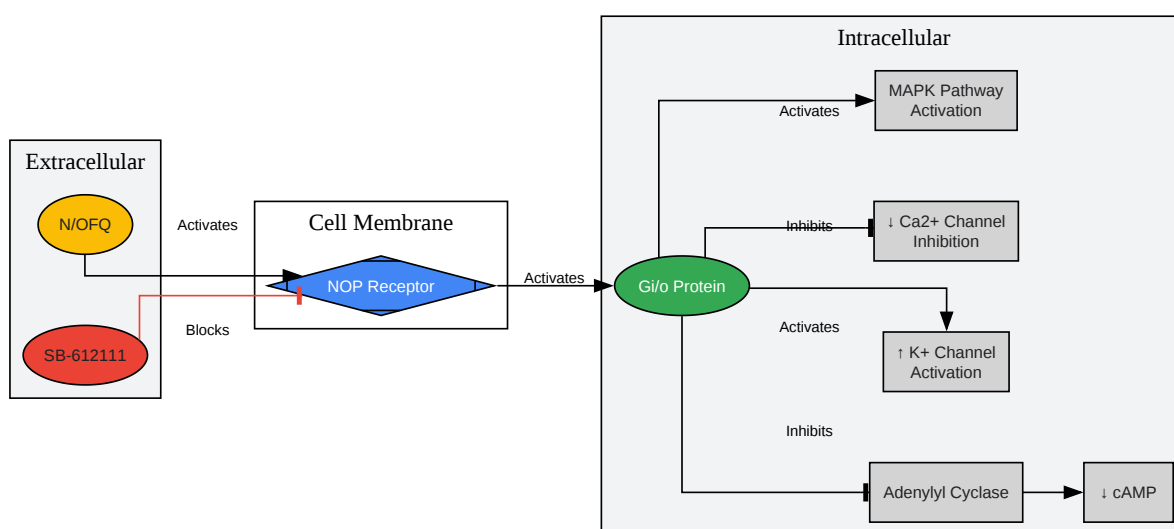 Intracellular
MAPK Pathway
Activation
Activates
Extracellular
N/OFQ
Activates
Cell Membrane
Inhibits
↓ Ca2+ Channel
Inhibition
NOP Receptor
Activates
Gi/o Protein
Blocks
Activates
SB-612111
↑ K+ Channel
Activation
Inhibits
Adenylyl Cyclase
↓ cAMP